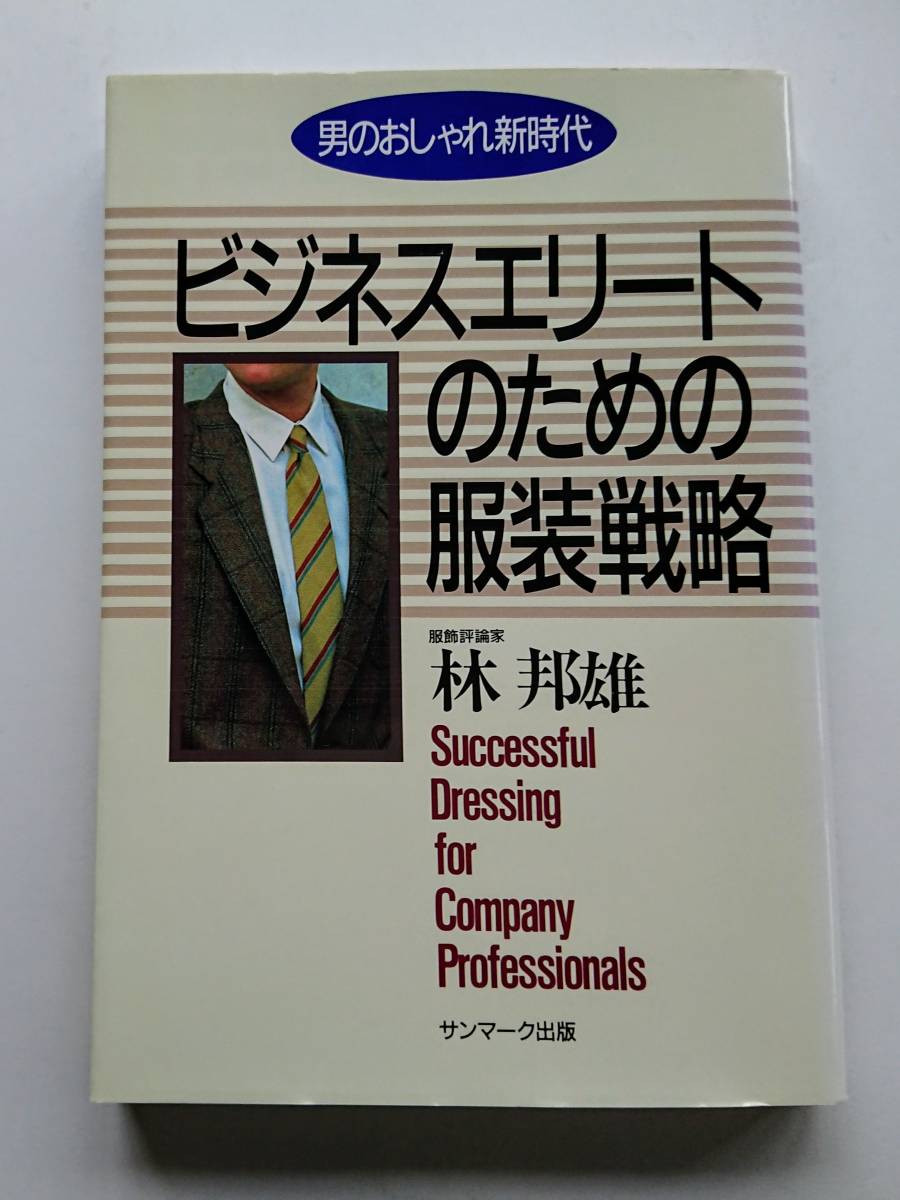 男のおしゃれ新時代
ビジネスエリート
のための
服装戦略
服飾評論家
林 邦雄
Successful
Dressing
for
Company
Professionals
サンマーク出版